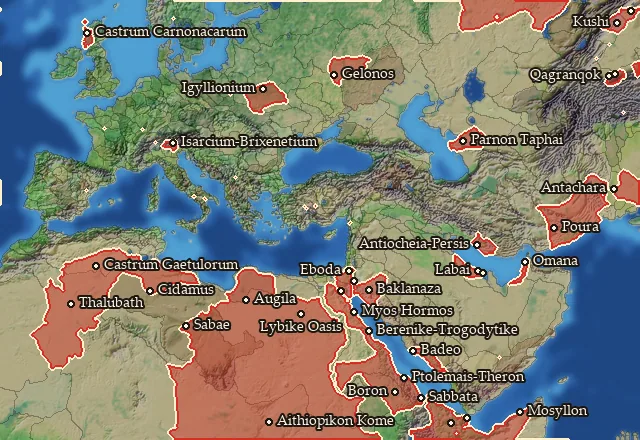 Kushi
Castrum Carnonacarum
Qagranqok
Gelonos
Igyllionium
Parnon Taphai
Isarcium-Brixenetium
Antachara
Poura
Antiocheia-Persis
Omana
Labai
Castrum Gaetulorum
Eboda
Cidamus
Baklanaza
Thalubath
Augila
Myos Hormos
Lybike Oasis
Sabae
Berenike-Trogodytike
Badeo
Ptolemais-Theron
Boron
Sabbata
Mosyllon
Aithiopikon Kome